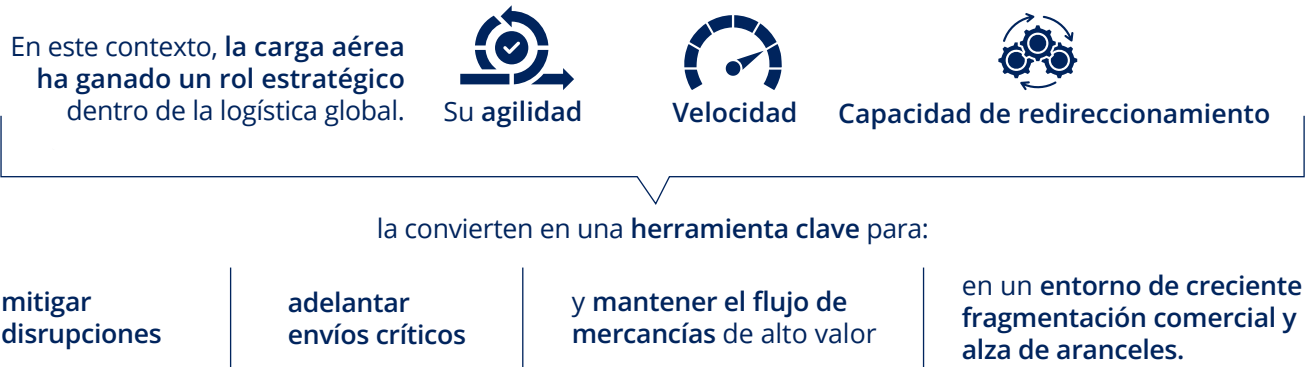 En este contexto, la carga aérea
ha ganado un rol estratégico
dentro de la logística global.
Su agilidad
Velocidad
Capacidad de redireccionamiento
la convierten en una herramienta clave para:
mitigar
disrupciones
adelantar
envíos críticos
y mantener el flujo de
mercancías de alto valor
en un entorno de creciente
fragmentación comercial y
alza de aranceles.